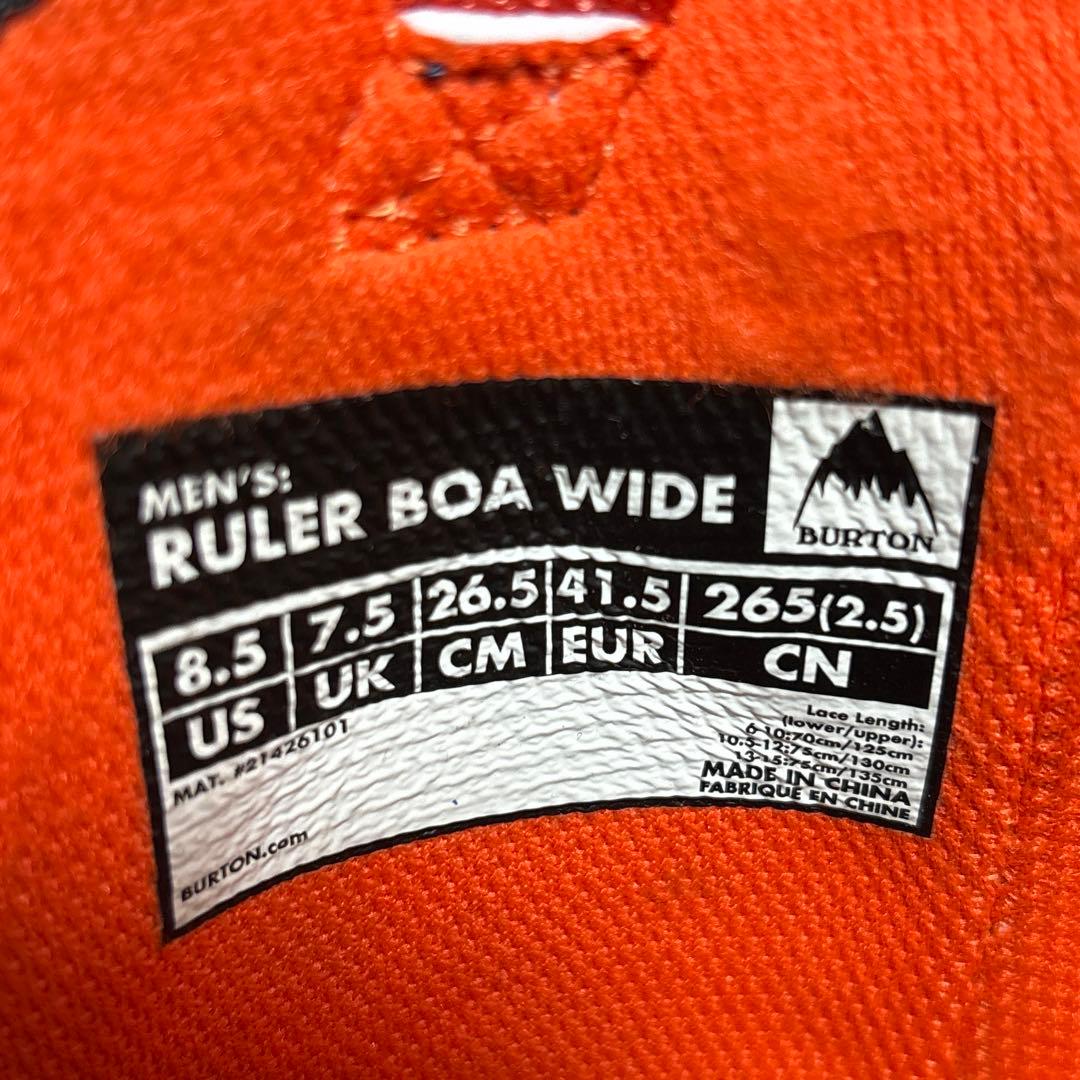 MEN'S:
RULER BOA WIDE
BURTON
8.5 7.5 26.5 41.5 265(2.5)
US UK CM EUR CN
MAT. #21426101
Lace Length:
(lower/upper):
6-10:70cm/125cm
10.5-12:75cm/130cm
13-15:75cm/135cm
MADE IN CHINA
FABRIQUE EN CHINE
BURTON.com